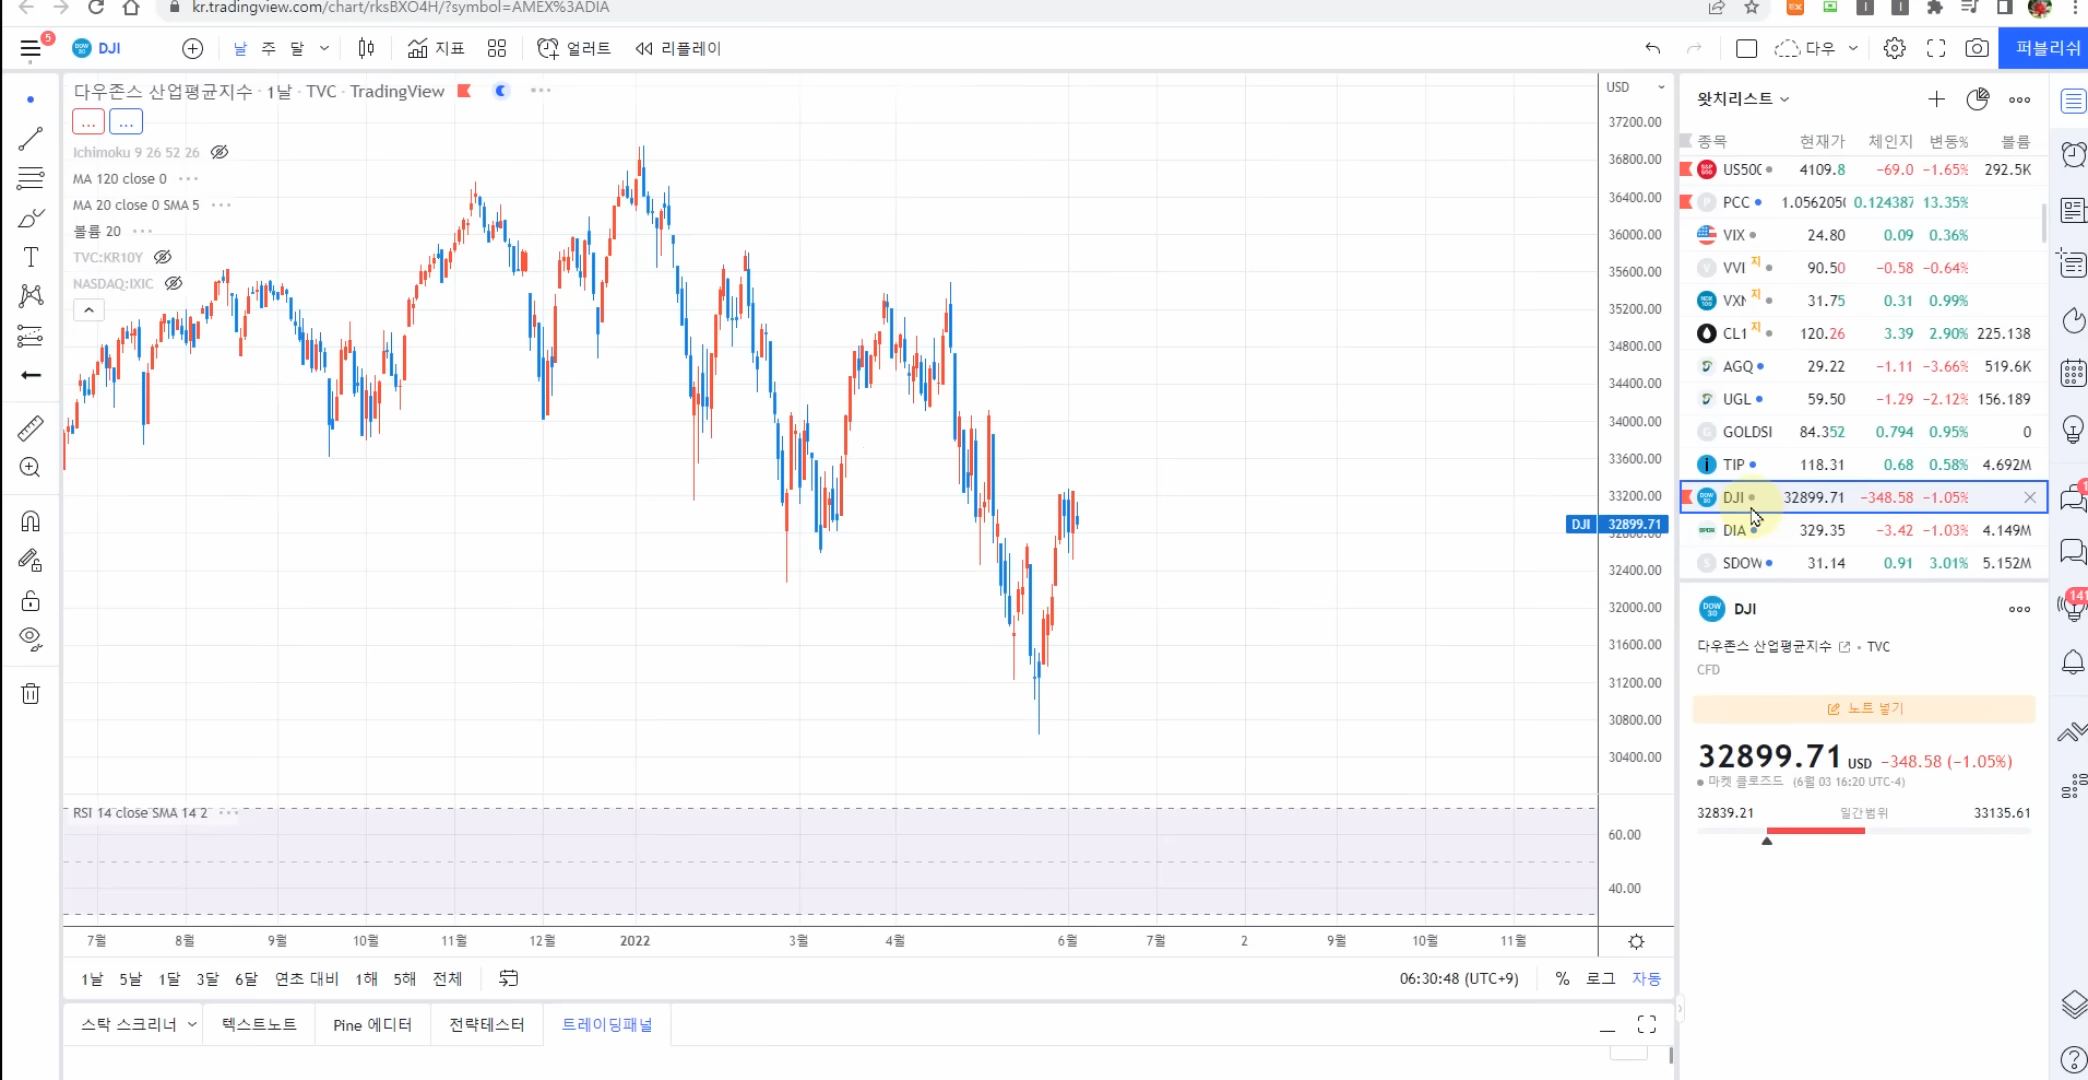 kr.tradingview.com/chart/rksBXO4H/?symbol=AMEX%3ADIA
5
DJI
날 주 달
지표
얼러트
리플레이
다우
퍼블리쉬
다우존스 산업평균지수 · 1날 · TVC · TradingView
... ...
Ichimoku 9 26 52 26
MA 120 close 0
MA 20 close 0 SMA 5
볼륨 20
TVC:KR10Y
NASDAQ:IXIC
USD
37200.00
36800.00
36400.00
36000.00
35600.00
35200.00
34800.00
34400.00
34000.00
33600.00
33200.00
DJI 32899.71
32800.00
32400.00
32000.00
31600.00
31200.00
30800.00
30400.00
RSI 14 close SMA 14 2
60.00
40.00
7월 8월 9월 10월 11월 12월 2022 3월 4월 6월 7월 2 9월 10월 11월
1날 5날 1달 3달 6달 연초 대비 1해 5해 전체
06:30:48 (UTC+9) % 로그 자동
스탁 스크리너 텍스트노트 Pine 에디터 전략테스터 트레이딩패널
왓치리스트
종목 현재가 체인지 변동% 볼륨
US500 4109.8 −69.0 −1.65% 292.5K
PCC 1.056205 0.124387 13.35%
VIX 24.80 0.09 0.36%
VVI 지 90.50 −0.58 −0.64%
VXN 지 31.75 0.31 0.99%
CL1 지 120.26 3.39 2.90% 225.138
AGQ 29.22 −1.11 −3.66% 519.6K
UGL 59.50 −1.29 −2.12% 156.189
GOLDSI 84.352 0.794 0.95% 0
TIP 118.31 0.68 0.58% 4.692M
DJI 32899.71 −348.58 −1.05%
DIA 329.35 −3.42 −1.03% 4.149M
SDOW 31.14 0.91 3.01% 5.152M
DOW 30 DJI
다우존스 산업평균지수 • TVC
CFD
노트 넣기
32899.71 USD −348.58 (−1.05%)
마켓 클로즈드 (6월 03 16:20 UTC-4)
32839.21 일간범위 33135.61
141